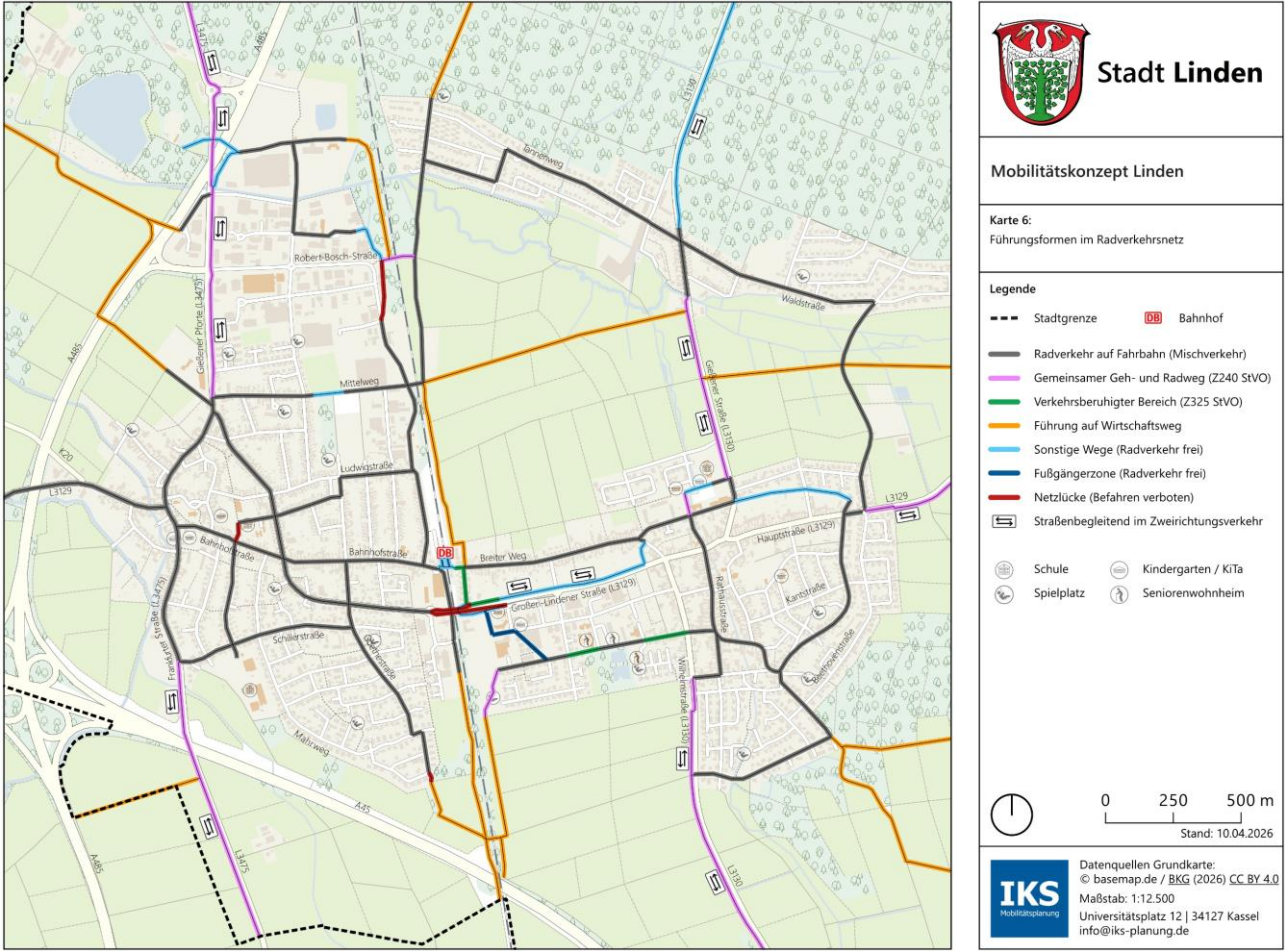 L3475
A485
L3130
Tannenweg
Robert-Bosch-Straße
Waldstraße
Gießener Pforte (L3475)
A485
Mittelweg
Gießener Straße (L3130)
K20
L3129
Ludwigstraße
L3129
Bahnhofstraße
Bahnhofstraße
DB
Breiter Weg
Hauptstraße (L3129)
Großen-Lindener Straße (L3129)
Rathausstraße
Kantstraße
Schillerstraße
Goethestraße
Frankfurter Straße (L3475)
Wilhelmstraße (L3130)
Beethovenstraße
Mahrweg
A45
A485
L3475
L3130
Stadt Linden
Mobilitätskonzept Linden
Karte 6:
Führungsformen im Radverkehrsnetz
Legende
Stadtgrenze
DB Bahnhof
Radverkehr auf Fahrbahn (Mischverkehr)
Gemeinsamer Geh- und Radweg (Z240 StVO)
Verkehrsberuhigter Bereich (Z325 StVO)
Führung auf Wirtschaftsweg
Sonstige Wege (Radverkehr frei)
Fußgängerzone (Radverkehr frei)
Netzlücke (Befahren verboten)
Straßenbegleitend im Zweirichtungsverkehr
Schule
Kindergarten / KiTa
Spielplatz
Seniorenwohnheim
0 250 500 m
Stand: 10.04.2026
IKS
Mobilitätsplanung
Datenquellen Grundkarte:
© basemap.de / BKG (2026) CC BY 4.0
Maßstab: 1:12.500
Universitätsplatz 12 | 34127 Kassel
info@iks-planung.de